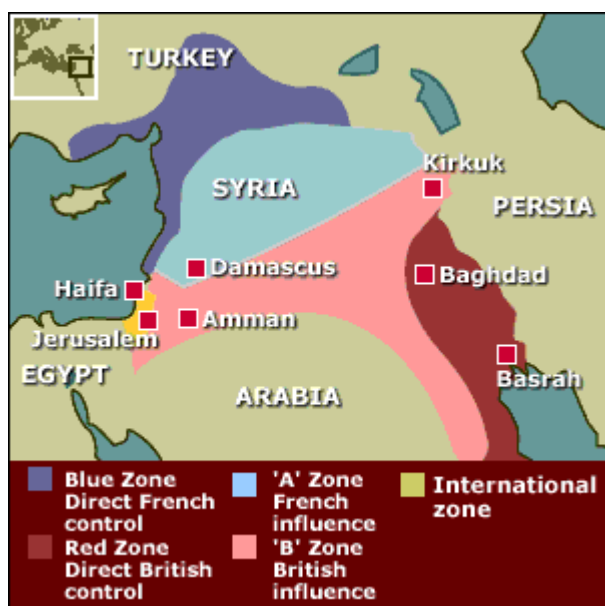 TURKEY
Kirkuk
SYRIA
PERSIA
Damascus
Baghdad
Haifa
Amman
Jerusalem
Basrah
EGYPT
ARABIA
Blue Zone
Direct French
control
Red Zone
Direct British
control
'A' Zone
French
influence
'B' Zone
British
influence
International
zone